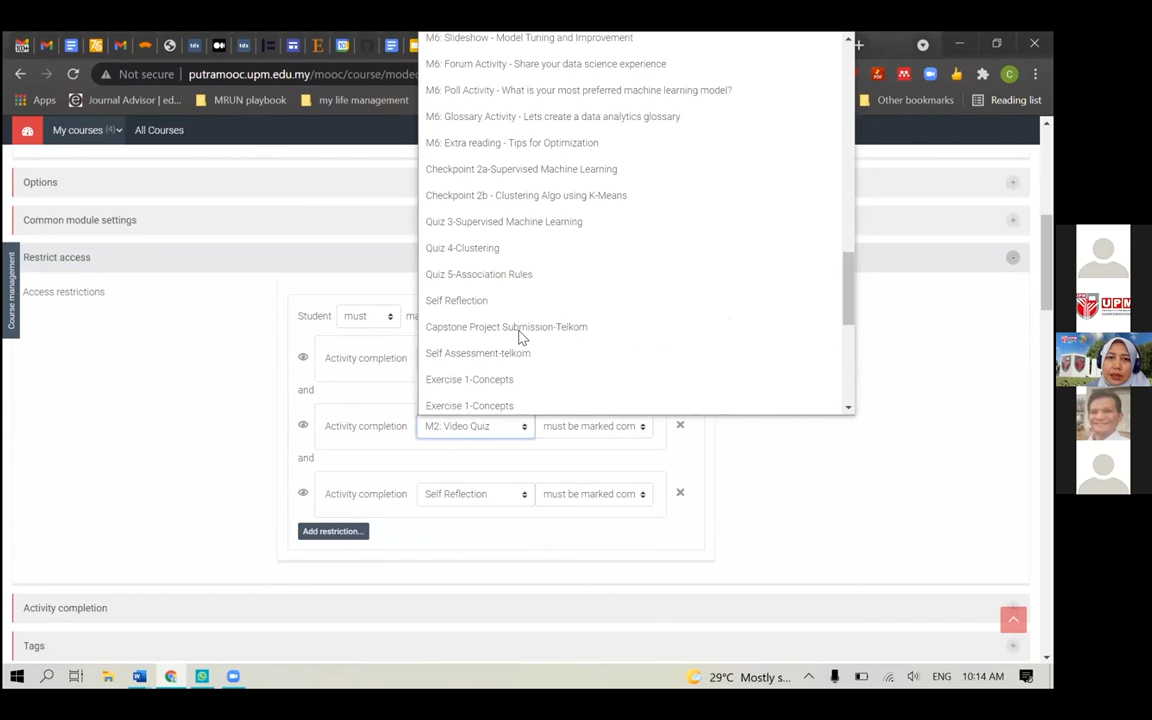 M6: Slideshow - Model Tuning and Improvement
Not secure
putramooc.upm.edu.my/mooc/course/moded
M6: Forum Activity - Share your data science experience
M6: Poll Activity - What is your most preferred machine learning model?
Apps
Journal Advisor | ed...
MRUN playbook
my life management
Other bookmarks
Reading list
M6: Glossary Activity - Lets create a data analytics glossary
My courses (4)
All Courses
M6: Extra reading - Tips for Optimization
Checkpoint 2a-Supervised Machine Learning
Options
Checkpoint 2b - Clustering Algo using K-Means
Common module settings
Quiz 3-Supervised Machine Learning
Quiz 4-Clustering
Restrict access
Quiz 5-Association Rules
Access restrictions
Self Reflection
Course management
Student
must
ma
Capstone Project Submission-Telkom
Self Assessment-telkom
Activity completion
Exercise 1-Concepts
and
Exercise 1-Concepts
Activity completion
M2: Video Quiz
must be marked com
and
Activity completion
Self Reflection
must be marked com
Add restriction...
Activity completion
Tags
29°C Mostly s...
ENG
10:14 AM
UPM